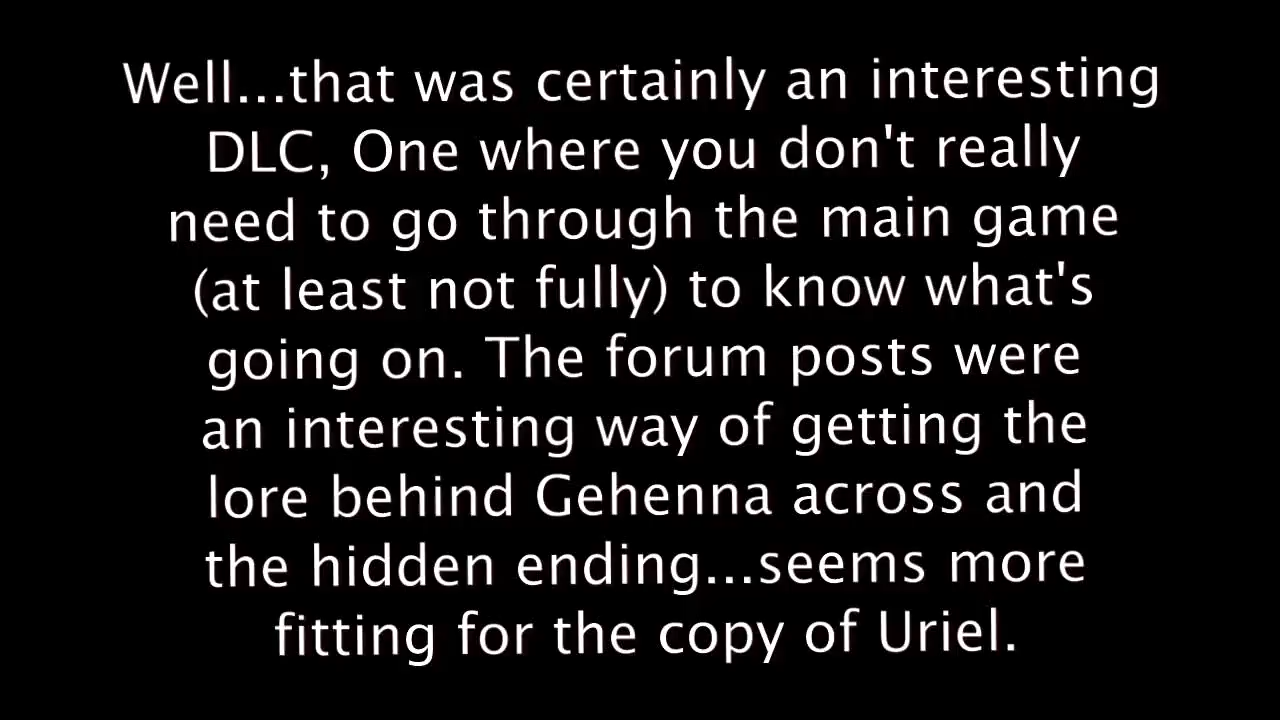 Well...that was certainly an interesting
DLC, One where you don't really
need to go through the main game
(at least not fully) to know what's
going on. The forum posts were
an interesting way of getting the
lore behind Gehenna across and
the hidden ending...seems more
fitting for the copy of Uriel.